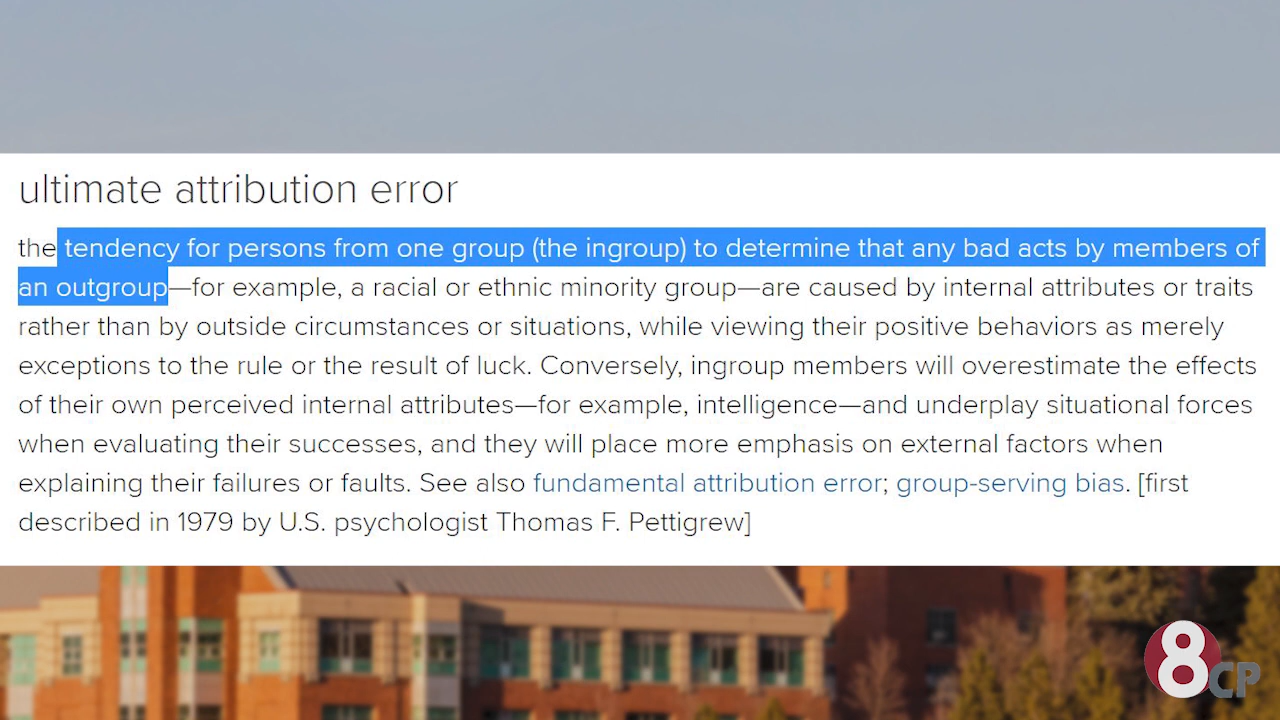 ultimate attribution error
the tendency for persons from one group (the ingroup) to determine that any bad acts by members of
an outgroup—for example, a racial or ethnic minority group—are caused by internal attributes or traits
rather than by outside circumstances or situations, while viewing their positive behaviors as merely
exceptions to the rule or the result of luck. Conversely, ingroup members will overestimate the effects
of their own perceived internal attributes—for example, intelligence—and underplay situational forces
when evaluating their successes, and they will place more emphasis on external factors when
explaining their failures or faults. See also fundamental attribution error; group-serving bias. [first
described in 1979 by U.S. psychologist Thomas F. Pettigrew]
8CP